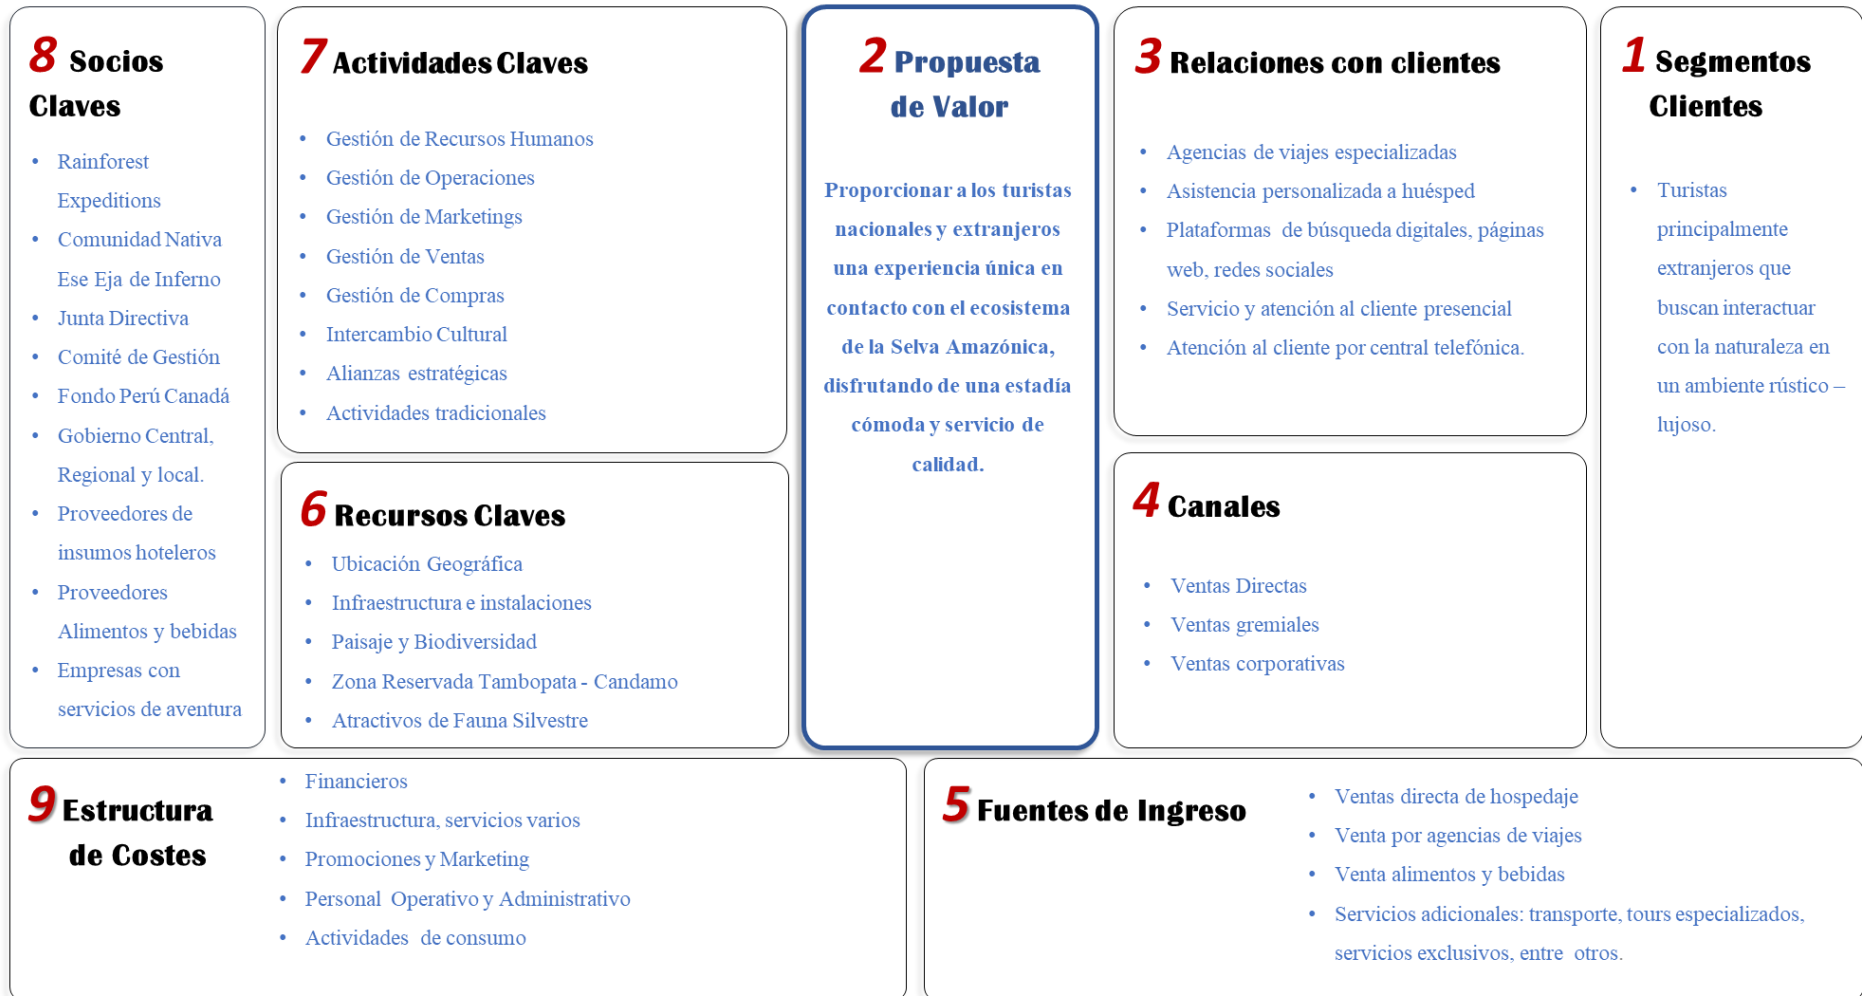 8 Socios
Claves
• Rainforest
Expeditions
• Comunidad Nativa
Ese Eja de Inferno
• Junta Directiva
• Comité de Gestión
• Fondo Perú Canadá
• Gobierno Central,
Regional y local.
• Proveedores de
insumos hoteleros
• Proveedores
Alimentos y bebidas
• Empresas con
servicios de aventura
7 Actividades Claves
• Gestión de Recursos Humanos
• Gestión de Operaciones
• Gestión de Marketings
• Gestión de Ventas
• Gestión de Compras
• Intercambio Cultural
• Alianzas estratégicas
• Actividades tradicionales
6 Recursos Claves
• Ubicación Geográfica
• Infraestructura e instalaciones
• Paisaje y Biodiversidad
• Zona Reservada Tambopata - Candamo
• Atractivos de Fauna Silvestre
2 Propuesta
de Valor
Proporcionar a los turistas
nacionales y extranjeros
una experiencia única en
contacto con el ecosistema
de la Selva Amazónica,
disfrutando de una estadía
cómoda y servicio de
calidad.
3 Relaciones con clientes
• Agencias de viajes especializadas
• Asistencia personalizada a huésped
• Plataformas de búsqueda digitales, páginas
web, redes sociales
• Servicio y atención al cliente presencial
• Atención al cliente por central telefónica.
4 Canales
• Ventas Directas
• Ventas gremiales
• Ventas corporativas
1 Segmentos
Clientes
• Turistas
principalmente
extranjeros que
buscan interactuar
con la naturaleza en
un ambiente rústico –
lujoso.
9 Estructura
de Costes
• Financieros
• Infraestructura, servicios varios
• Promociones y Marketing
• Personal Operativo y Administrativo
• Actividades de consumo
5 Fuentes de Ingreso
• Ventas directa de hospedaje
• Venta por agencias de viajes
• Venta alimentos y bebidas
• Servicios adicionales: transporte, tours especializados,
servicios exclusivos, entre otros.